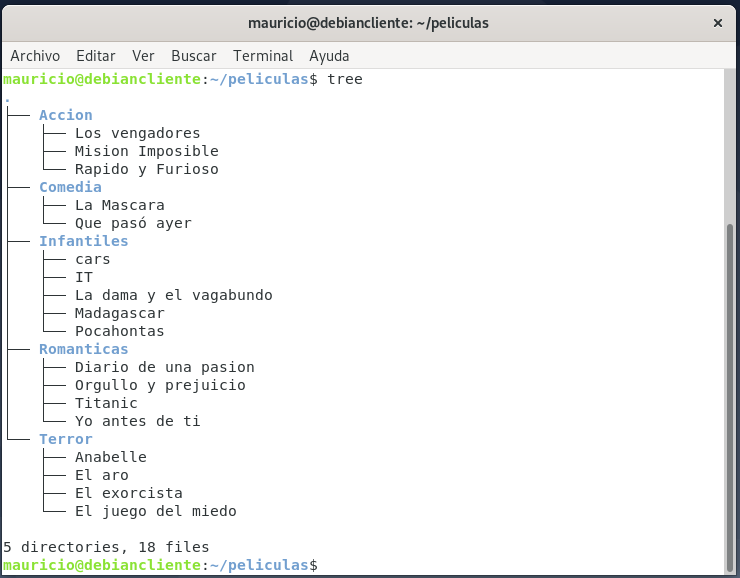 mauricio@debiancliente: ~/peliculas ×
Archivo Editar Ver Buscar Terminal Ayuda
mauricio@debiancliente:~/peliculas$ tree
.
├── Accion
│   ├── Los vengadores
│   ├── Mision Imposible
│   └── Rapido y Furioso
├── Comedia
│   ├── La Mascara
│   └── Que pasó ayer
├── Infantiles
│   ├── cars
│   ├── IT
│   ├── La dama y el vagabundo
│   ├── Madagascar
│   └── Pocahontas
├── Romanticas
│   ├── Diario de una pasion
│   ├── Orgullo y prejuicio
│   ├── Titanic
│   └── Yo antes de ti
└── Terror
    ├── Anabelle
    ├── El aro
    ├── El exorcista
    └── El juego del miedo
5 directories, 18 files
mauricio@debiancliente:~/peliculas$